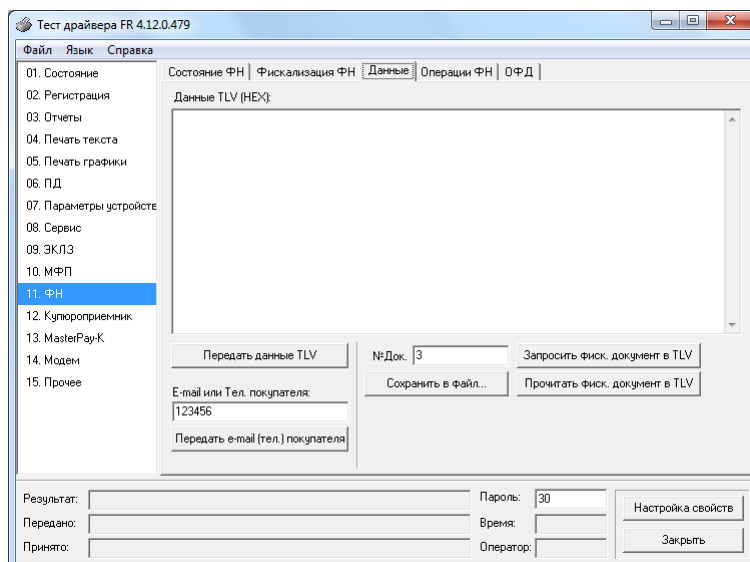 Тест драйвера FR 4.12.0.479
Файл Язык Справка
01. Состояние
02. Регистрация
03. Отчеты
04. Печать текста
05. Печать графики
06. ПД
07. Параметры устройств
08. Сервис
09. ЭКЛЗ
10. МФП
11. ФН
12. Купюроприемник
13. MasterPay-K
14. Модем
15. Прочее
Состояние ФН Фискализация ФН Данные Операции ФН ОФД
Данные TLV (HEX):
Передать данные TLV
№Док. 3
Запросить фиск. документ в TLV
Сохранить в файл...
Прочитать фиск. документ в TLV
E-mail или Тел. покупателя:
123456
Передать e-mail (тел.) покупателя
Результат:
Передано:
Принято:
Пароль: 30
Время:
Оператор:
Настройка свойств
Закрыть